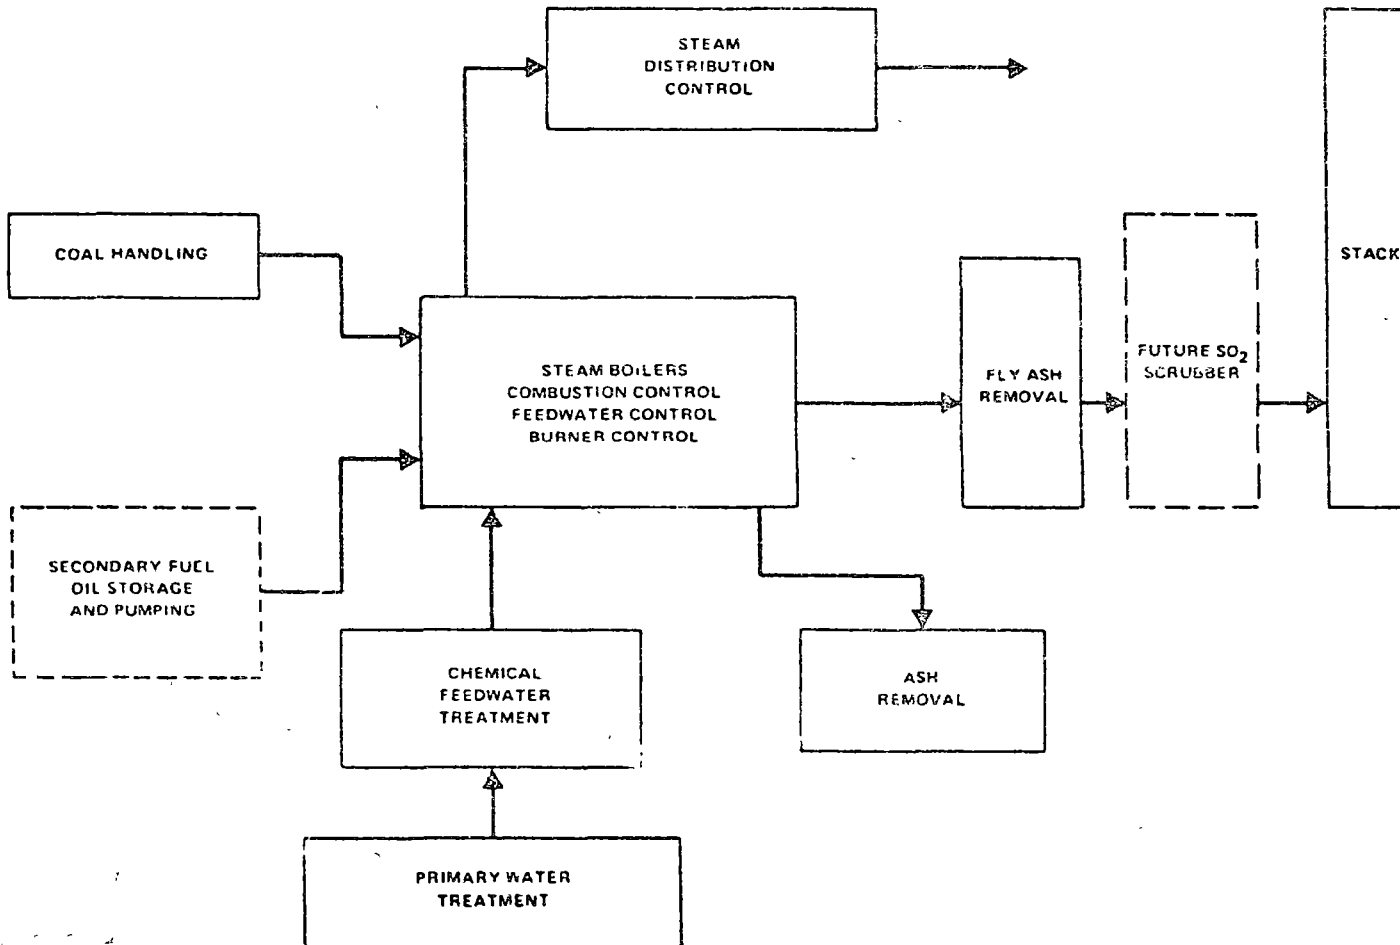 STEAM
DISTRIBUTION
CONTROL
COAL HANDLING
STACK
STEAM BOILERS
COMBUSTION CONTROL
FEEDWATER CONTROL
BURNER CONTROL
FLY ASH
REMOVAL
FUTURE SO2
SCRUBBER
SECONDARY FUEL
OIL STORAGE
AND PUMPING
CHEMICAL
FEEDWATER
TREATMENT
ASH
REMOVAL
PRIMARY WATER
TREATMENT